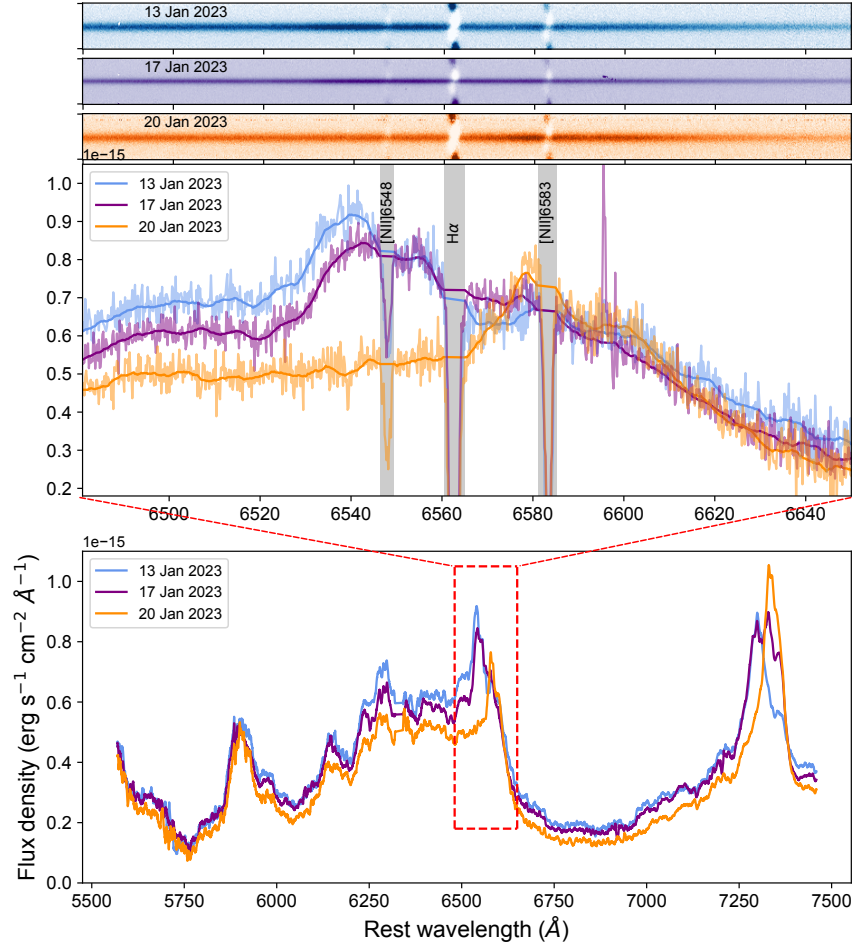 13 Jan 2023
17 Jan 2023
20 Jan 2023
1e−15
1.0
0.9
0.8
0.7
0.6
0.5
0.4
0.3
0.2
13 Jan 2023
17 Jan 2023
20 Jan 2023
[NII]6548
Hα
[NII]6583
6500 6520 6540 6560 6580 6600 6620 6640
1e−15
1.0
0.8
0.6
0.4
0.2
0.0
13 Jan 2023
17 Jan 2023
20 Jan 2023
Flux density (erg s⁻¹ cm⁻² Å⁻¹)
5500 5750 6000 6250 6500 6750 7000 7250 7500
Rest wavelength (Å)